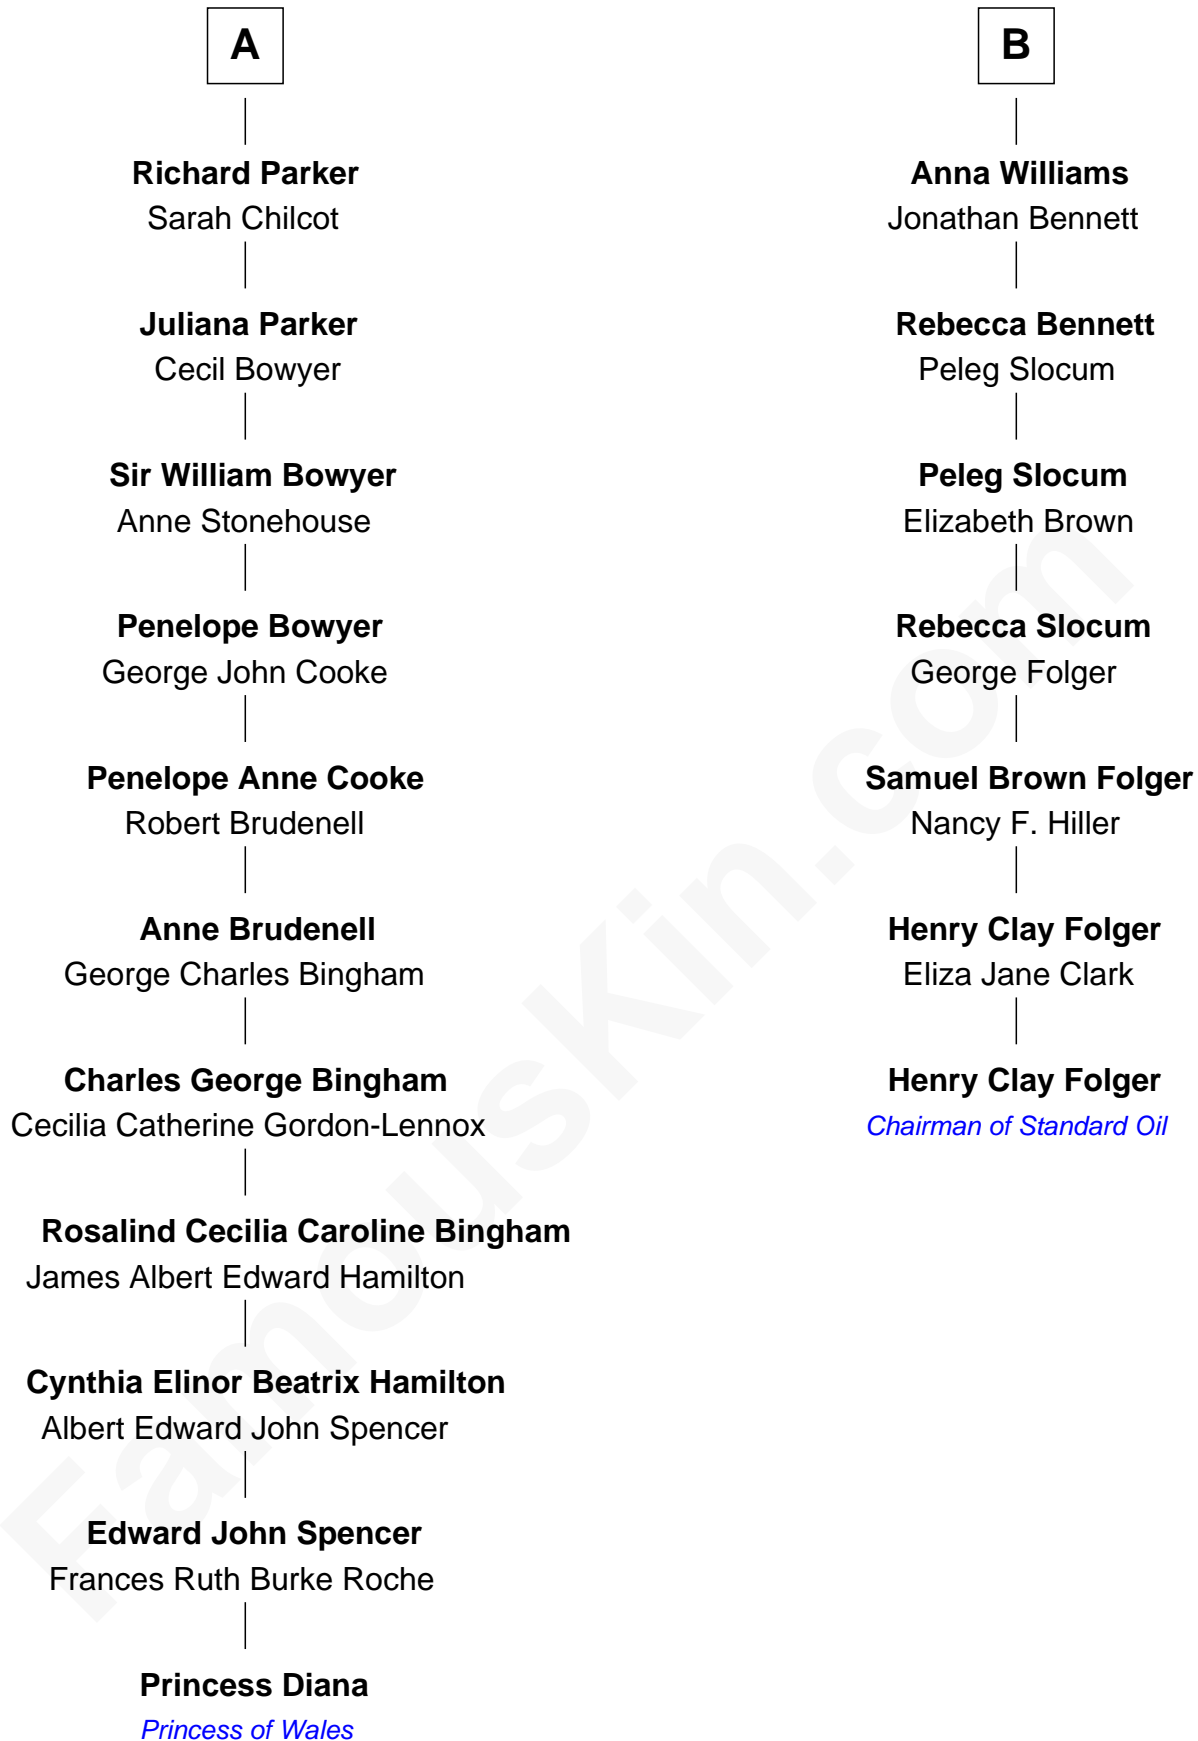 A
Richard Parker
Sarah Chilcot
Juliana Parker
Cecil Bowyer
Sir William Bowyer
Anne Stonehouse
Penelope Bowyer
George John Cooke
Penelope Anne Cooke
Robert Brudenell
Anne Brudenell
George Charles Bingham
Charles George Bingham
Cecilia Catherine Gordon-Lennox
Rosalind Cecilia Caroline Bingham
James Albert Edward Hamilton
Cynthia Elinor Beatrix Hamilton
Albert Edward John Spencer
Edward John Spencer
Frances Ruth Burke Roche
Princess Diana
Princess of Wales
B
Anna Williams
Jonathan Bennett
Rebecca Bennett
Peleg Slocum
Peleg Slocum
Elizabeth Brown
Rebecca Slocum
George Folger
Samuel Brown Folger
Nancy F. Hiller
Henry Clay Folger
Eliza Jane Clark
Henry Clay Folger
Chairman of Standard Oil
FamousKin.com